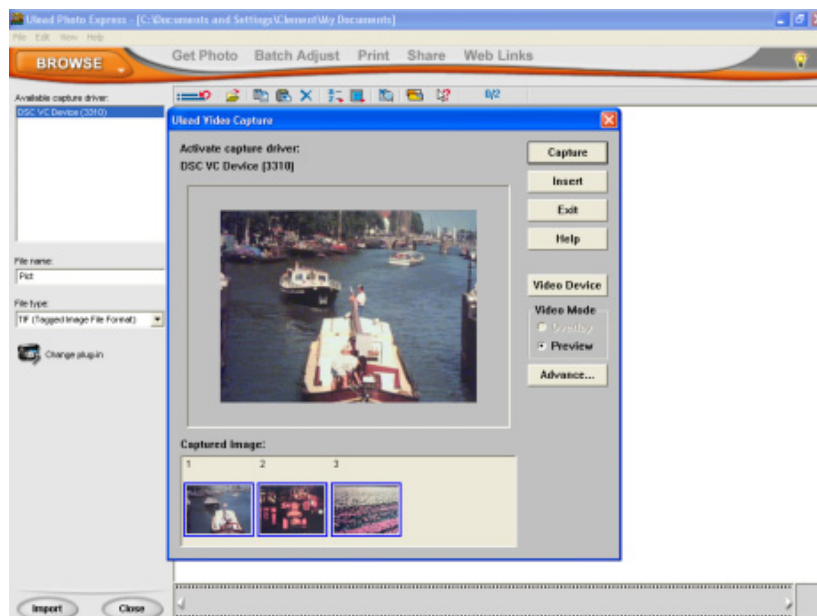 Ulead Photo Express - [C:\Documents and Settings\Clement\My Documents]
File Edit View Help
BROWSE
Get Photo Batch Adjust Print Share Web Links
Available capture driver:
DSC VC Device (3310)
0/2
File name:
Pict
File type:
TIF (Tagged Image File Format)
Change plug-in
Import Close
Ulead Video Capture
Activate capture driver:
DSC VC Device (3310)
Capture
Insert
Exit
Help
Video Device
Video Mode
Overlay
Preview
Advance...
Captured Image:
1 2 3